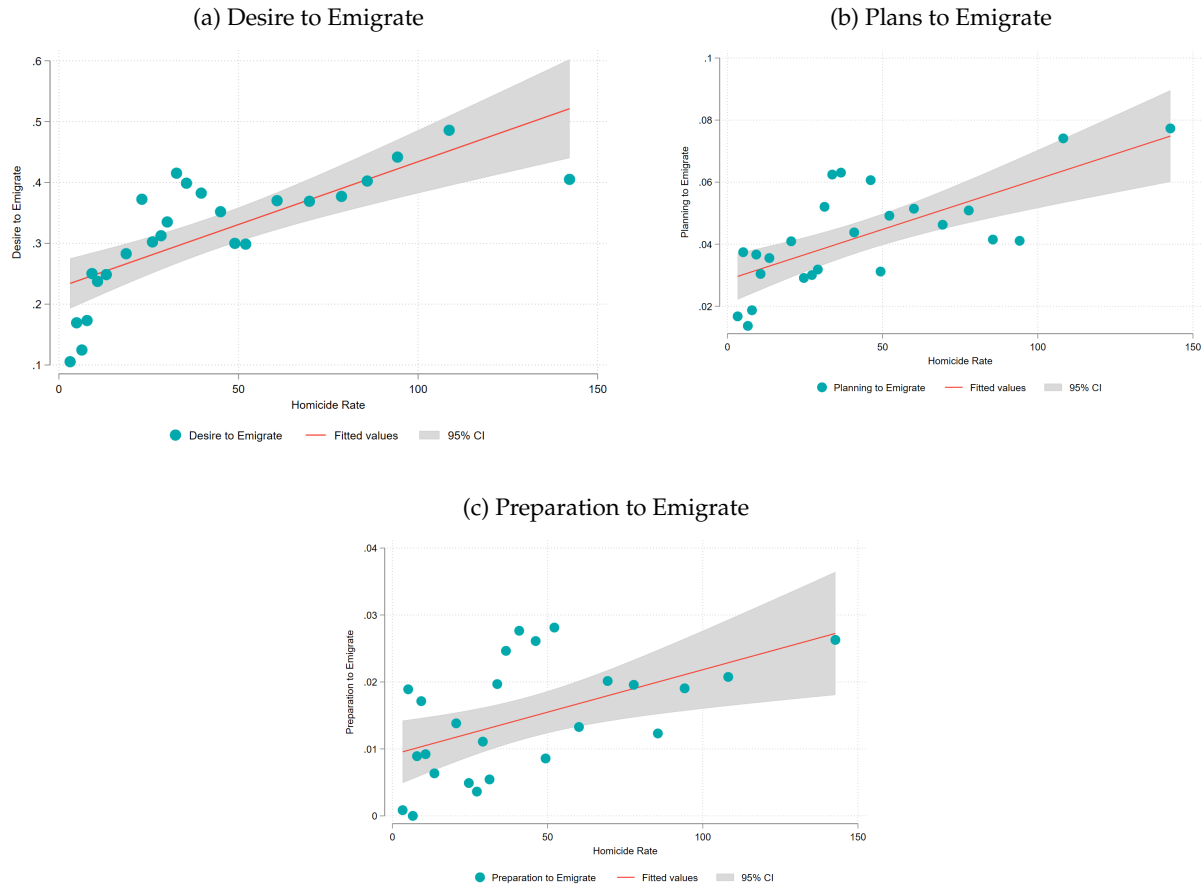 (a) Desire to Emigrate
.6
.5
.4
.3
.2
.1
Desire to Emigrate
0 50 100 150
Homicide Rate
Desire to Emigrate Fitted values 95% CI
(b) Plans to Emigrate
.1
.08
.06
.04
.02
Planning to Emigrate
0 50 100 150
Homicide Rate
Planning to Emigrate Fitted values 95% CI
(c) Preparation to Emigrate
.04
.03
.02
.01
0
Preparation to Emigrate
0 50 100 150
Homicide Rate
Preparation to Emigrate Fitted values 95% CI